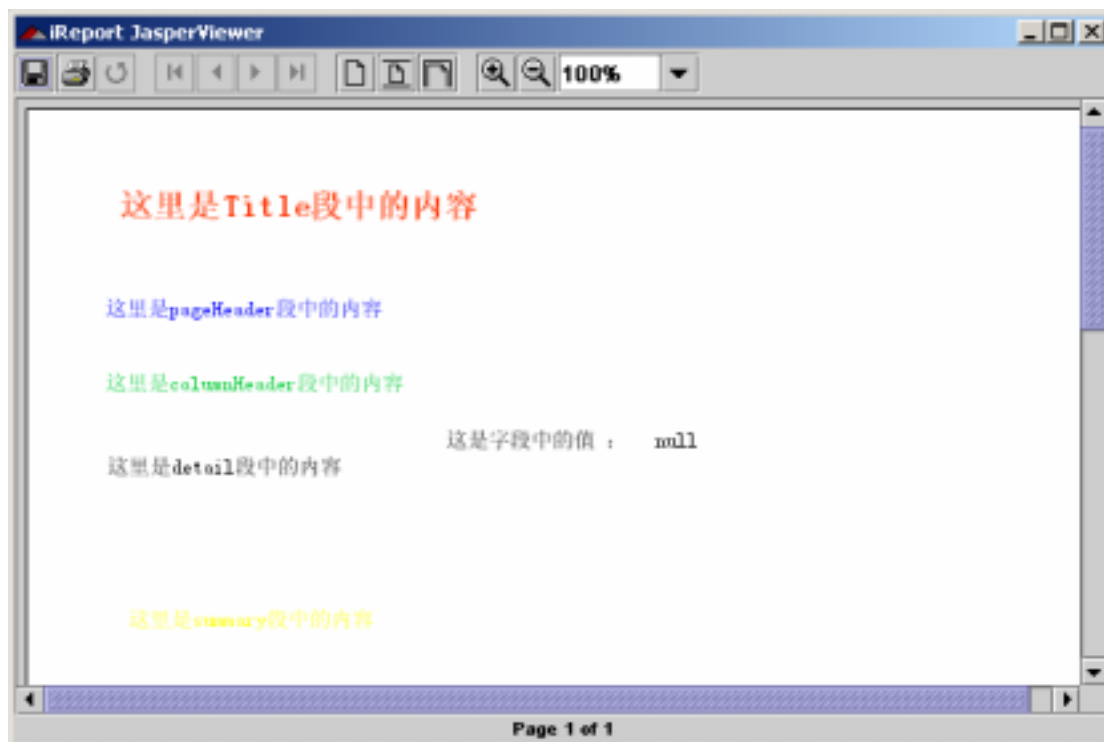 iReport JasperViewer
100%
这里是Title段中的内容
这里是pageHeader段中的内容
这里是columnHeader段中的内容
这是字段中的值 : null
这里是detail段中的内容
这里是summary段中的内容
Page 1 of 1